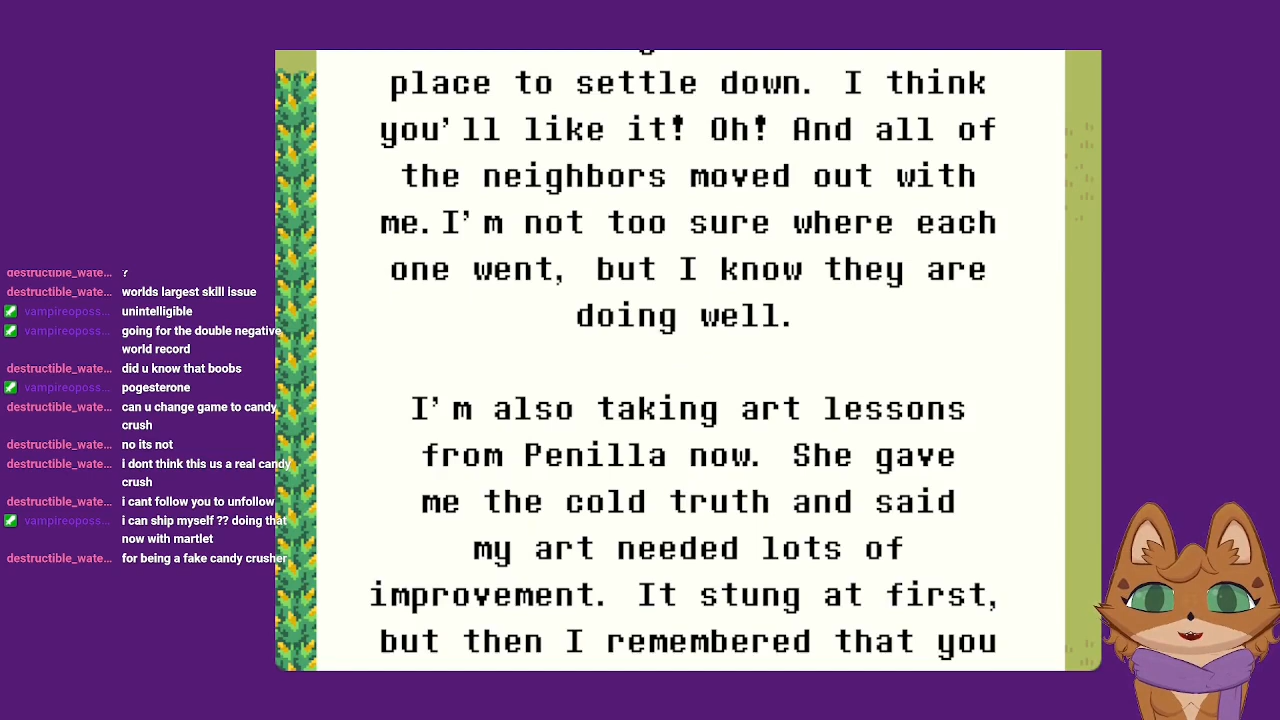 destructible_wate... ?
destructible_wate... worlds largest skill issue
vampireoposs... unintelligible
vampireoposs... going for the double negative
world record
destructible_wate... did u know that boobs
vampireoposs... pogesterone
destructible_wate... can u change game to candy
crush
destructible_wate... no its not
destructible_wate... i dont think this us a real candy
crush
destructible_wate... i cant follow you to unfollow
vampireoposs... i can ship myself ?? doing that
now with martlet
destructible_wate... for being a fake candy crusher
place to settle down. I think
you'll like it! Oh! And all of
the neighbors moved out with
me. I'm not too sure where each
one went, but I know they are
doing well.
I'm also taking art lessons
from Penilla now. She gave
me the cold truth and said
my art needed lots of
improvement. It stung at first,
but then I remembered that you